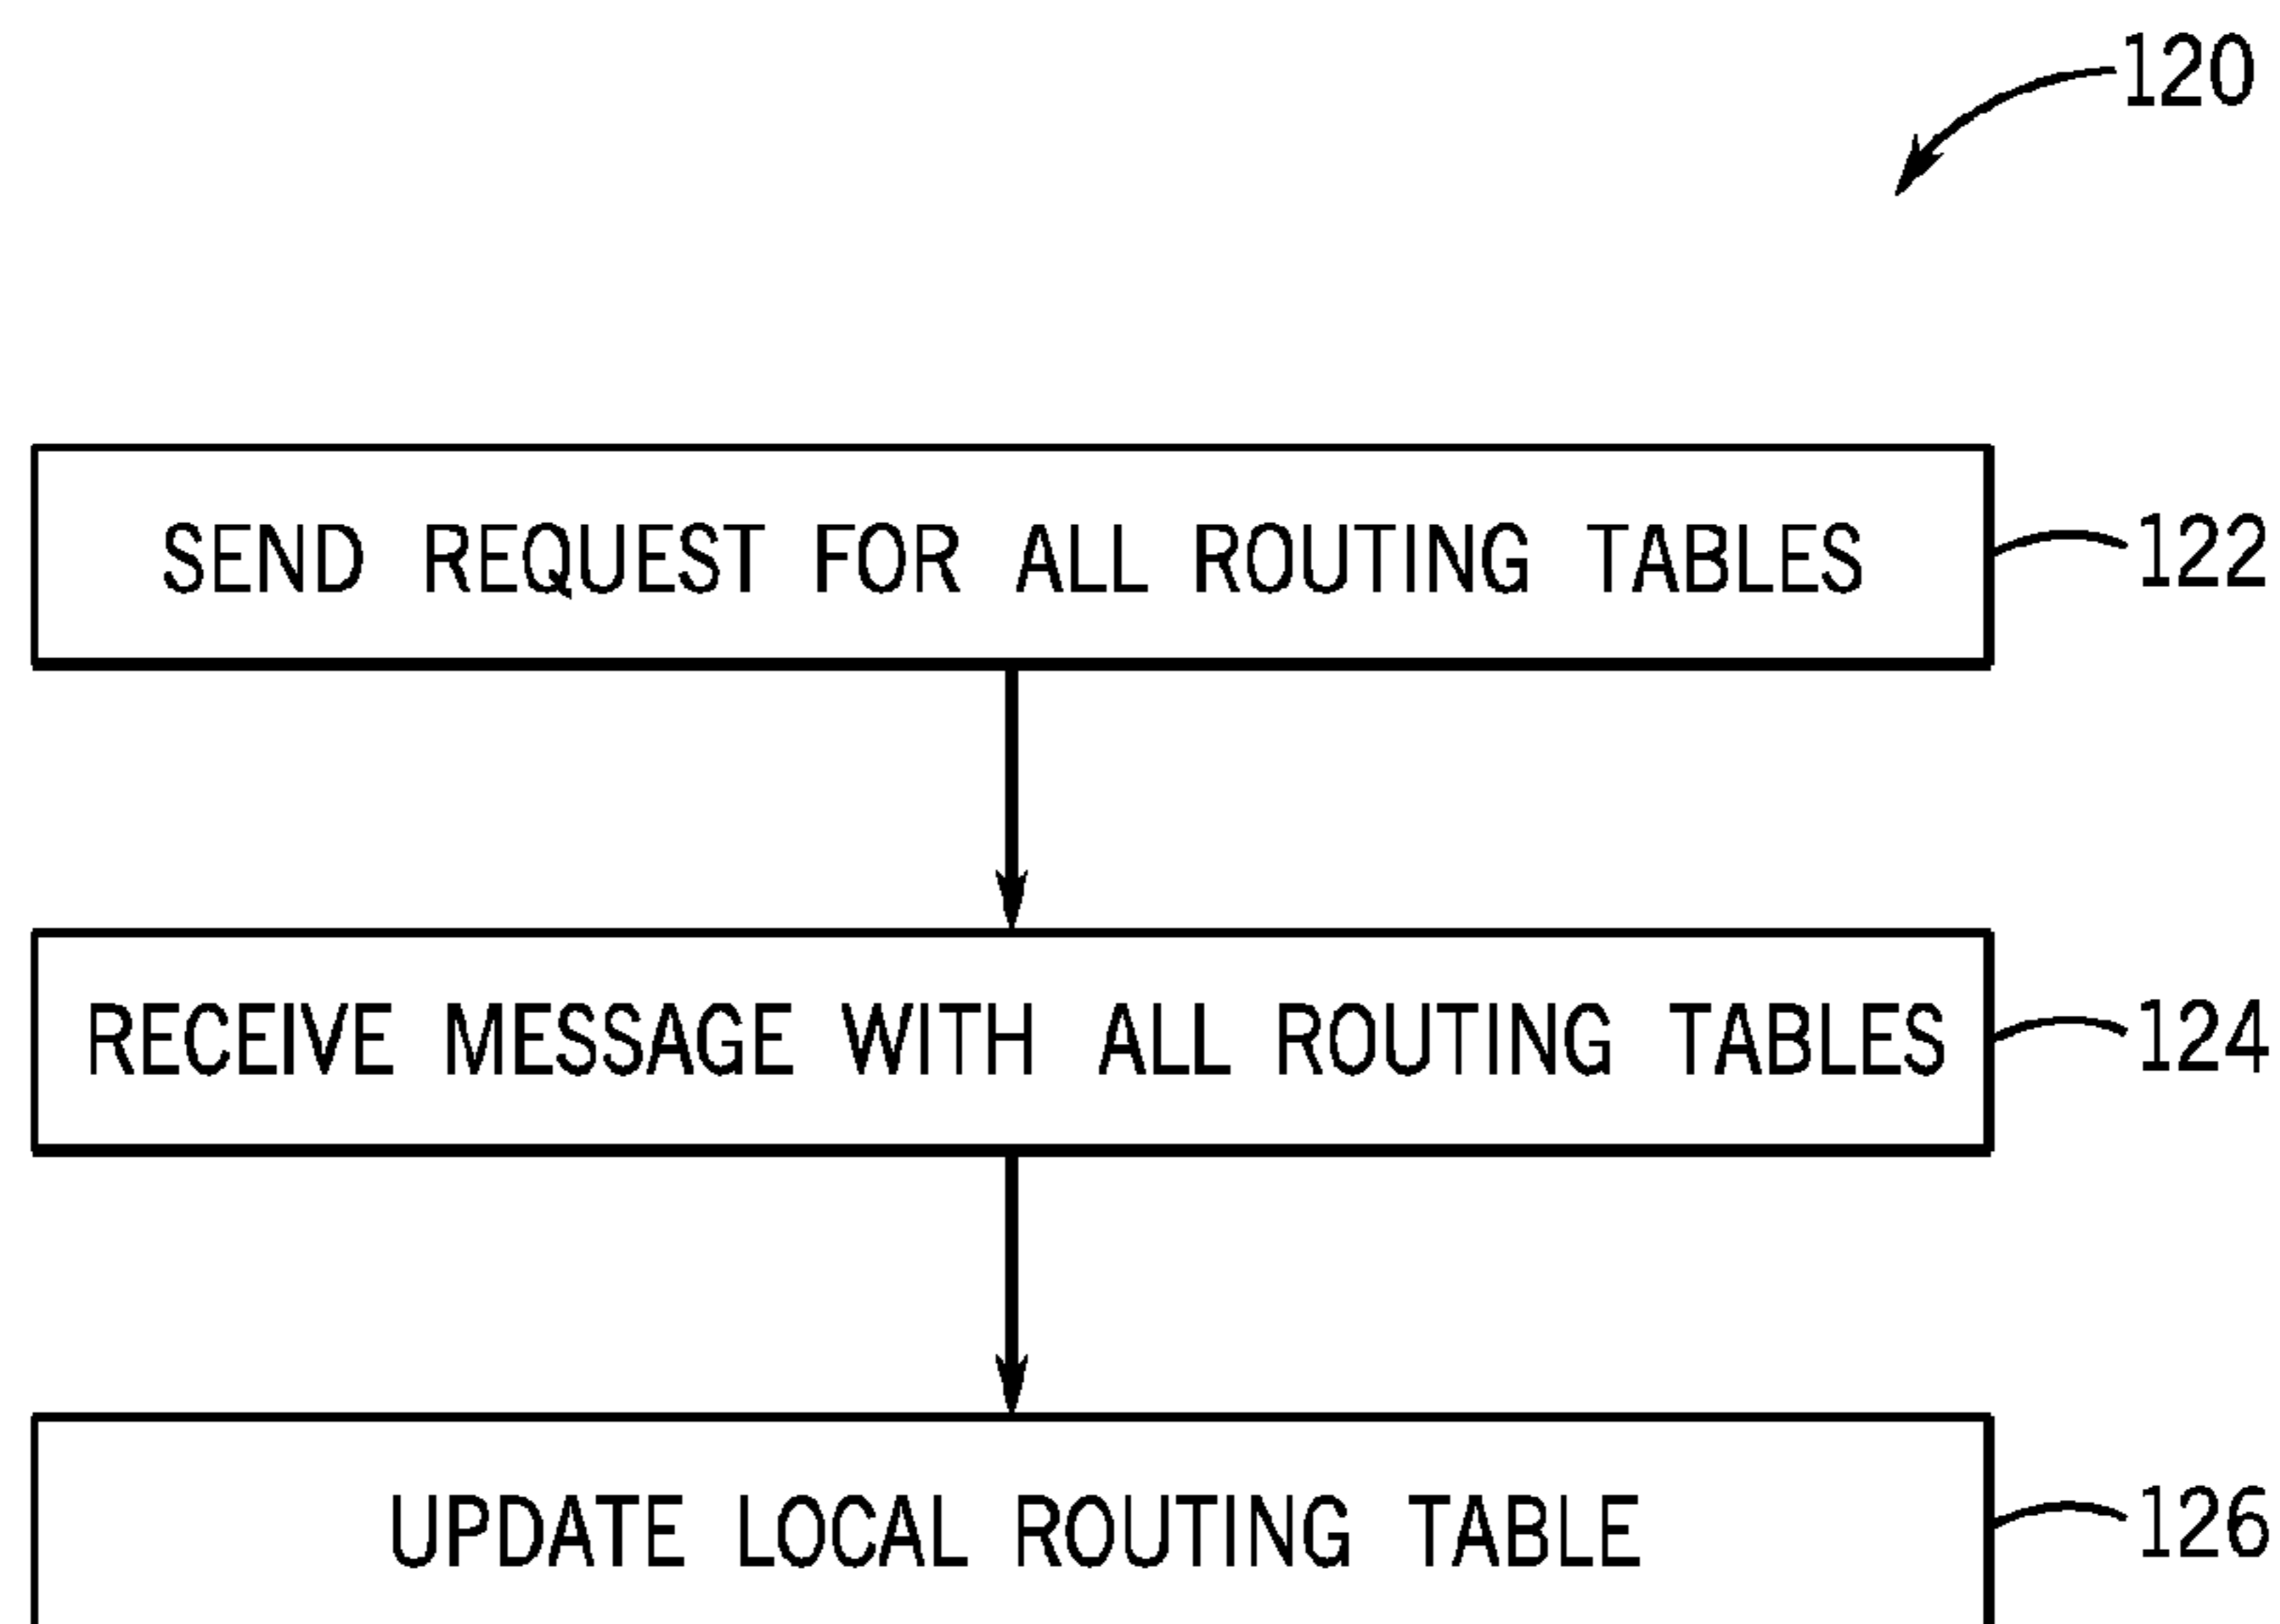 120
SEND REQUEST FOR ALL ROUTING TABLES 122
RECEIVE MESSAGE WITH ALL ROUTING TABLES 124
UPDATE LOCAL ROUTING TABLE 126